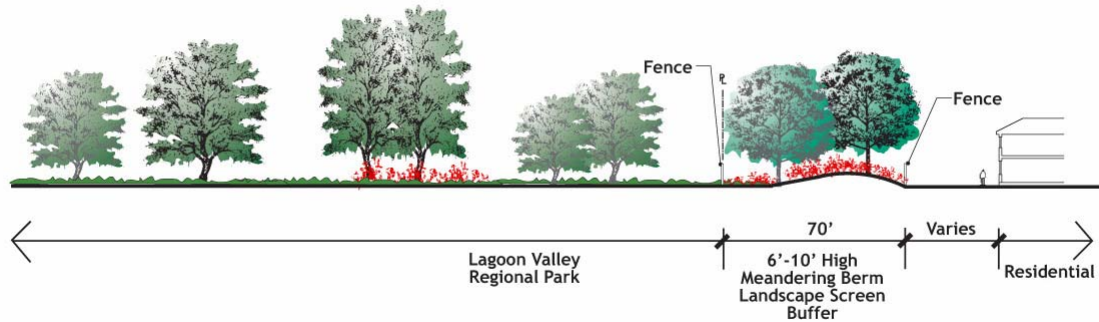 Fence
℄
Fence
70'
Varies
Lagoon Valley
Regional Park
6'-10' High
Meandering Berm
Landscape Screen
Buffer
Residential